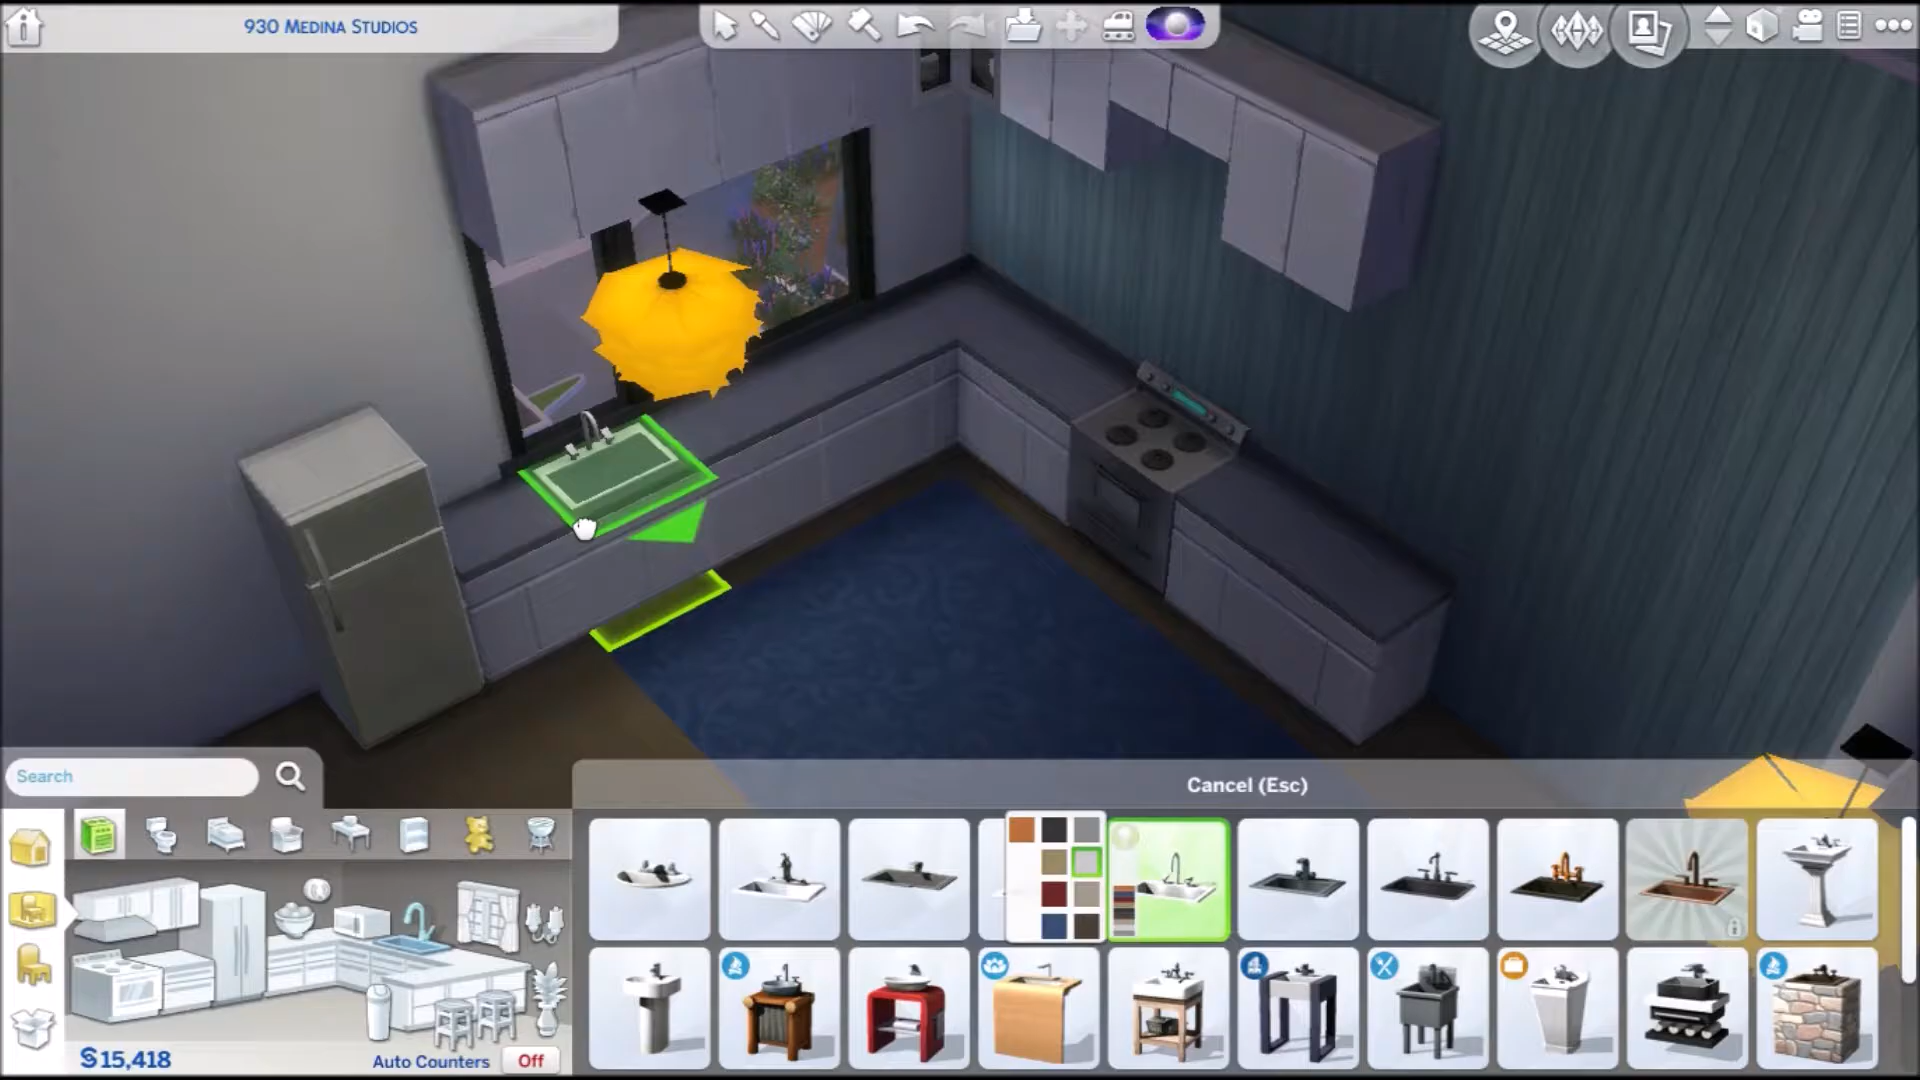 930 Medina Studios
Search
Cancel (Esc)
§15,418
Auto Counters
Off